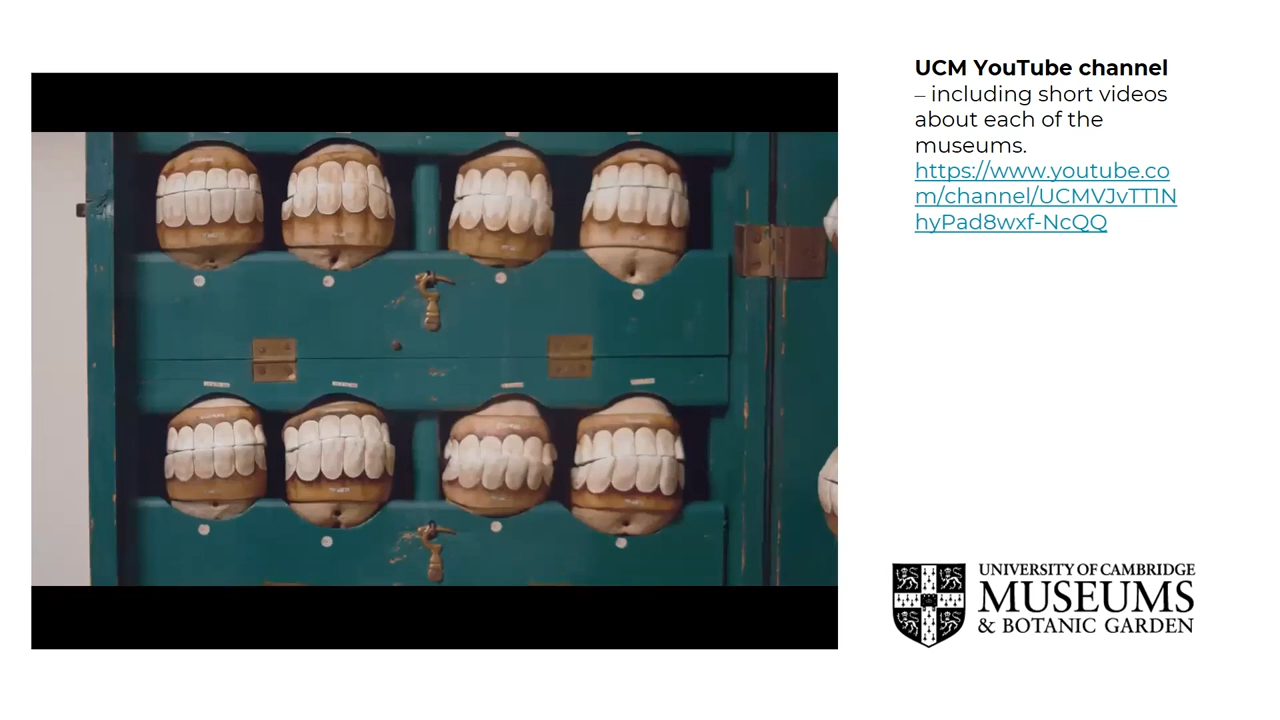 UCM YouTube channel
– including short videos
about each of the
museums.
https://www.youtube.co
m/channel/UCMVJvTT1N
hyPad8wxf-NcQQ
UNIVERSITY OF CAMBRIDGE
MUSEUMS
& BOTANIC GARDEN